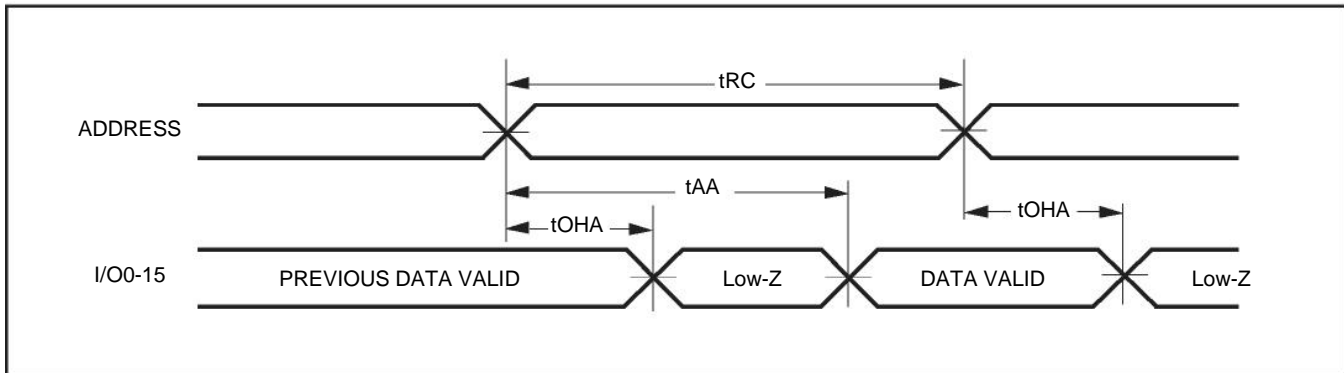 tRC
ADDRESS
tAA
tOHA
tOHA
I/O0-15
PREVIOUS DATA VALID
Low-Z
DATA VALID
Low-Z